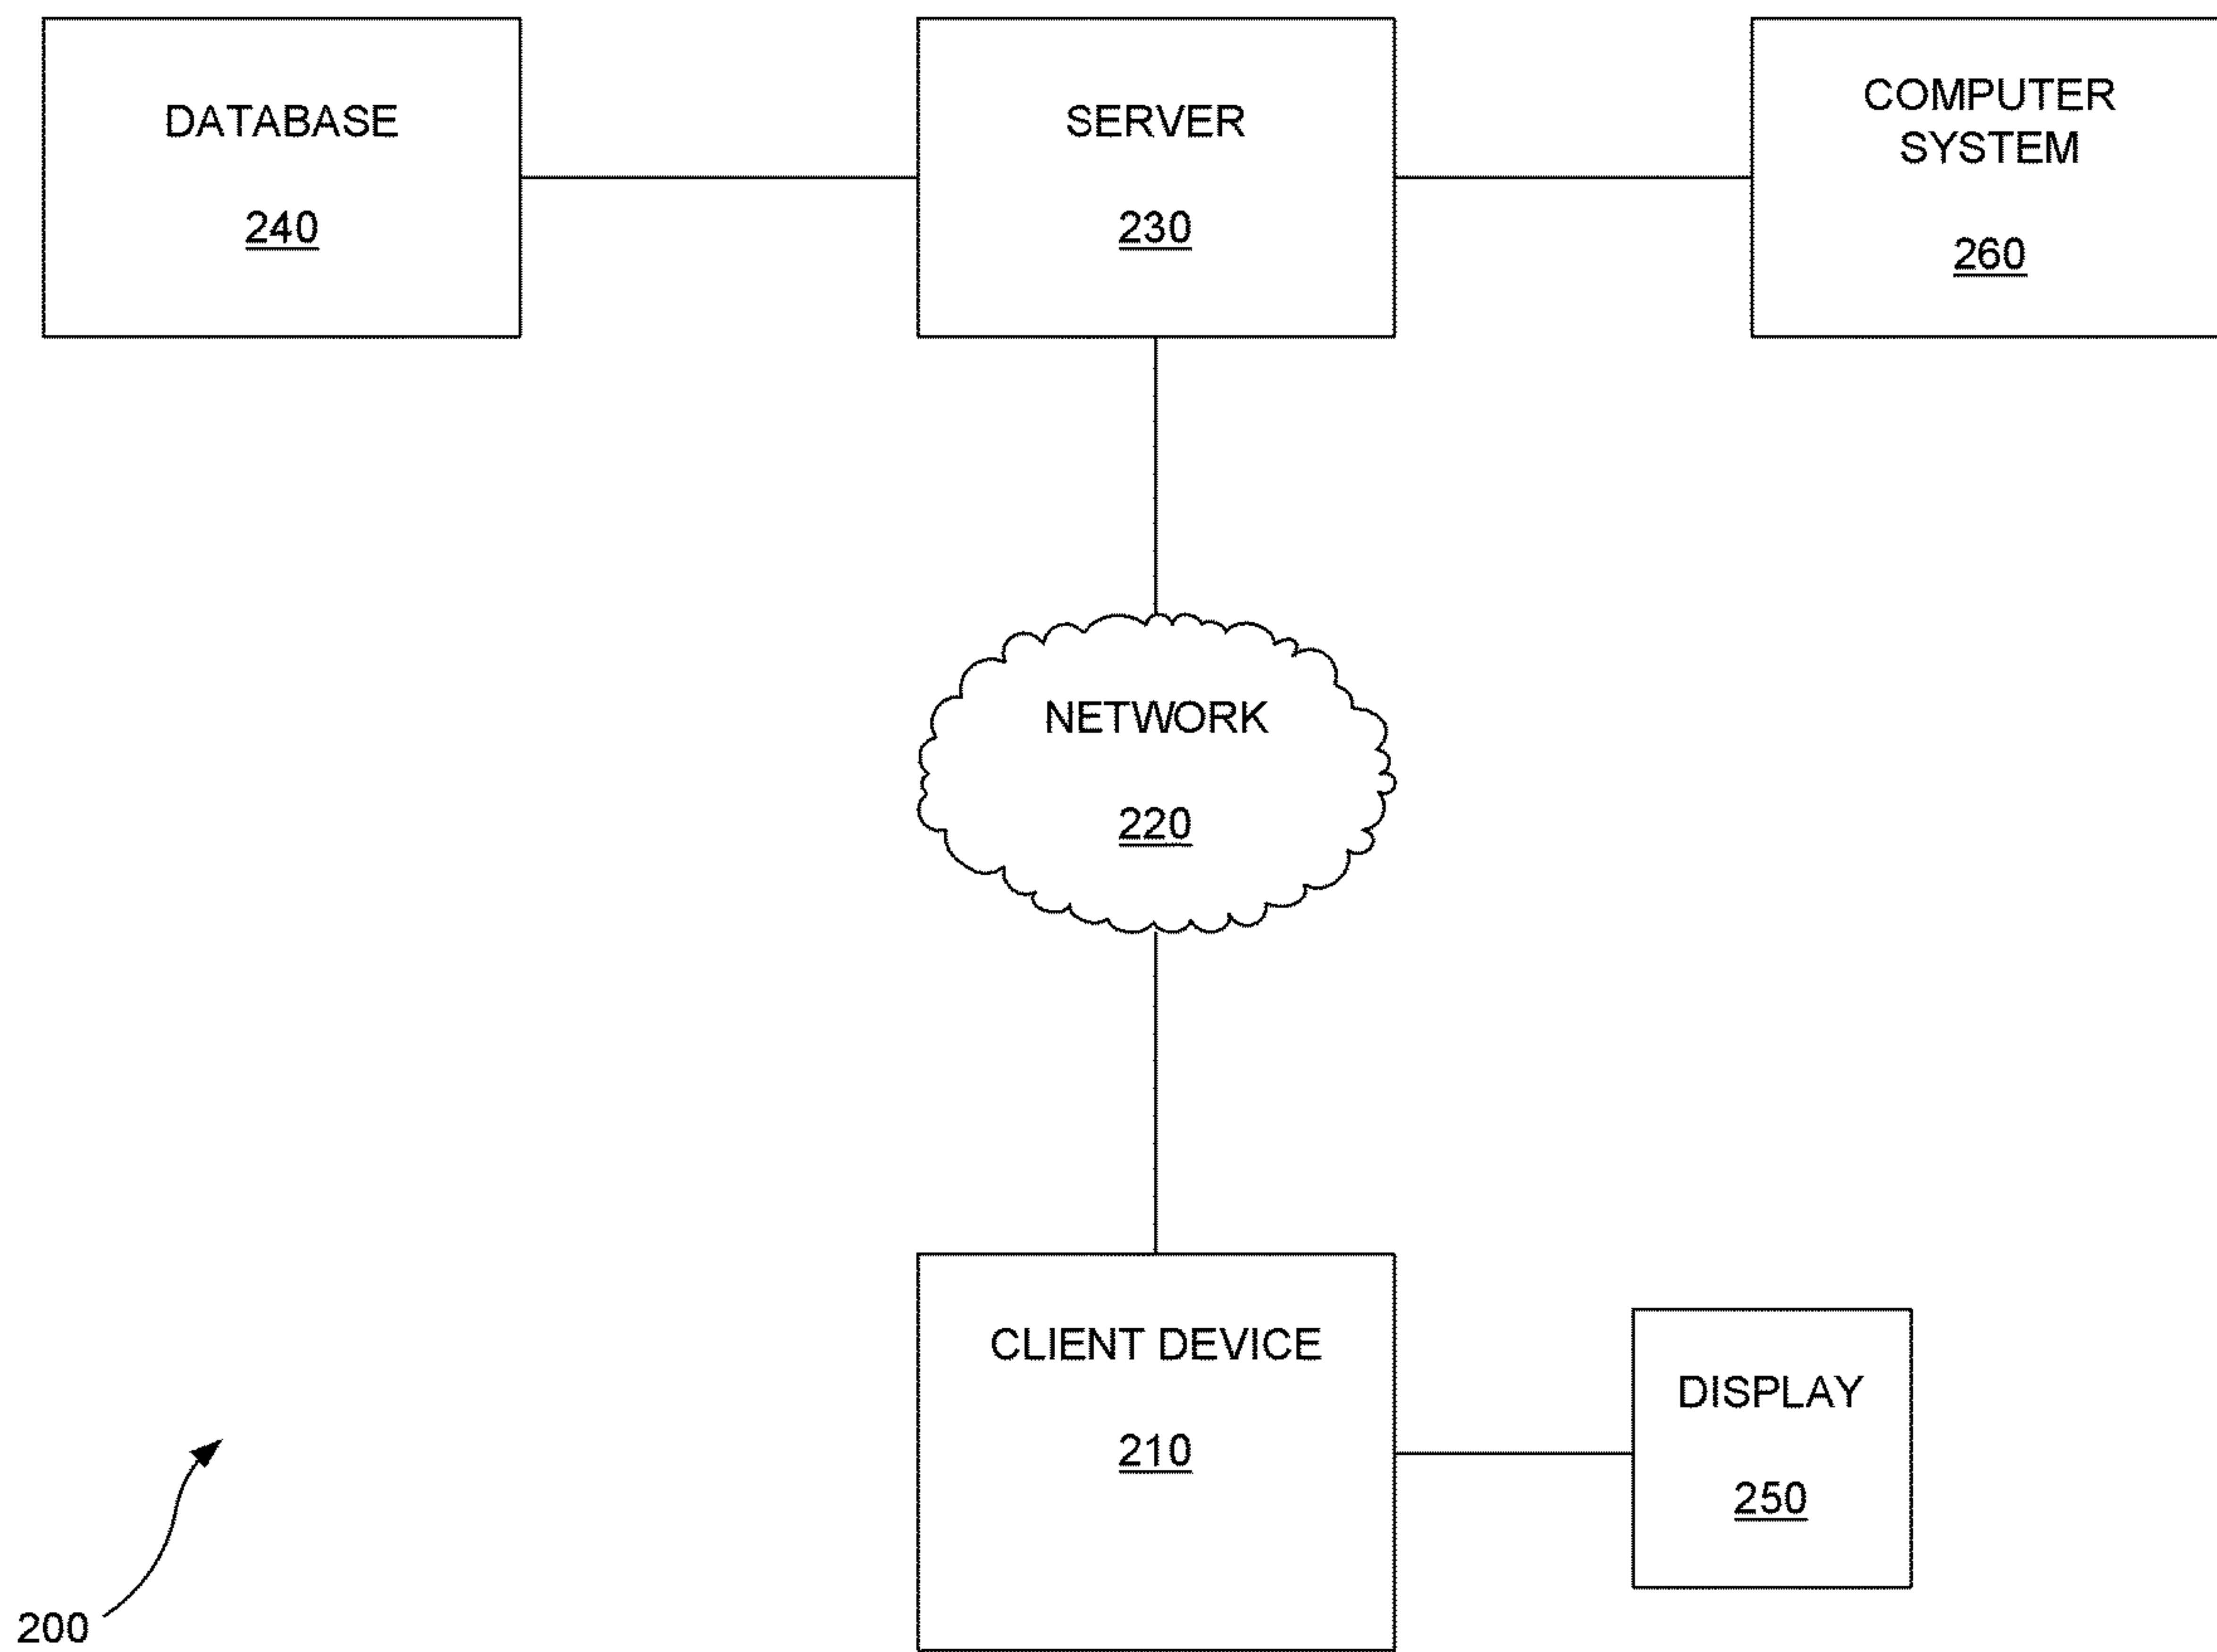 DATABASE
240
SERVER
230
COMPUTER
SYSTEM
260
NETWORK
220
CLIENT DEVICE
210
DISPLAY
250
200